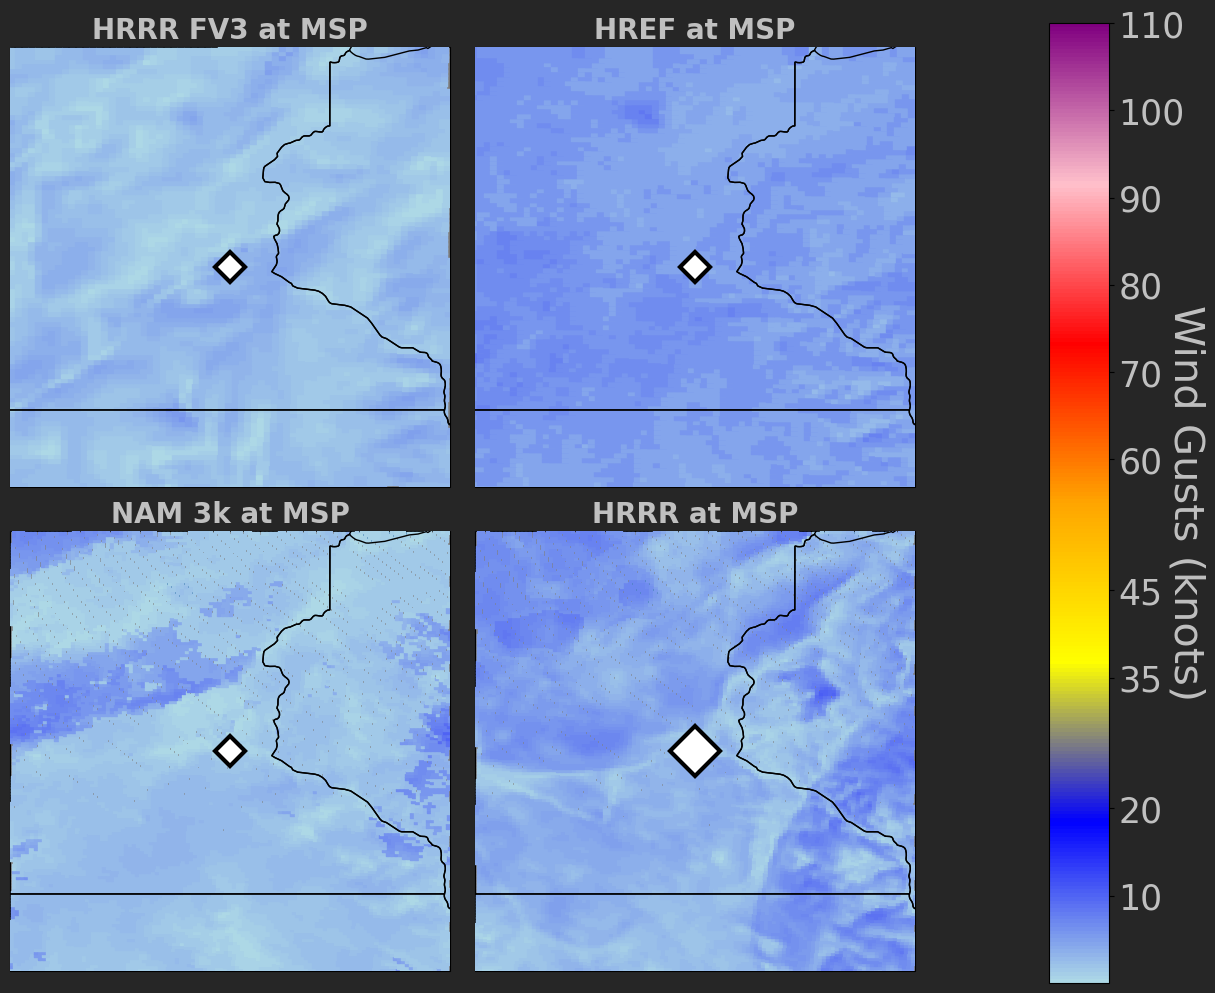 HRRR FV3 at MSP
HREF at MSP
NAM 3k at MSP
HRRR at MSP
110
100
90
80
70
60
45
35
20
10
Wind Gusts (knots)